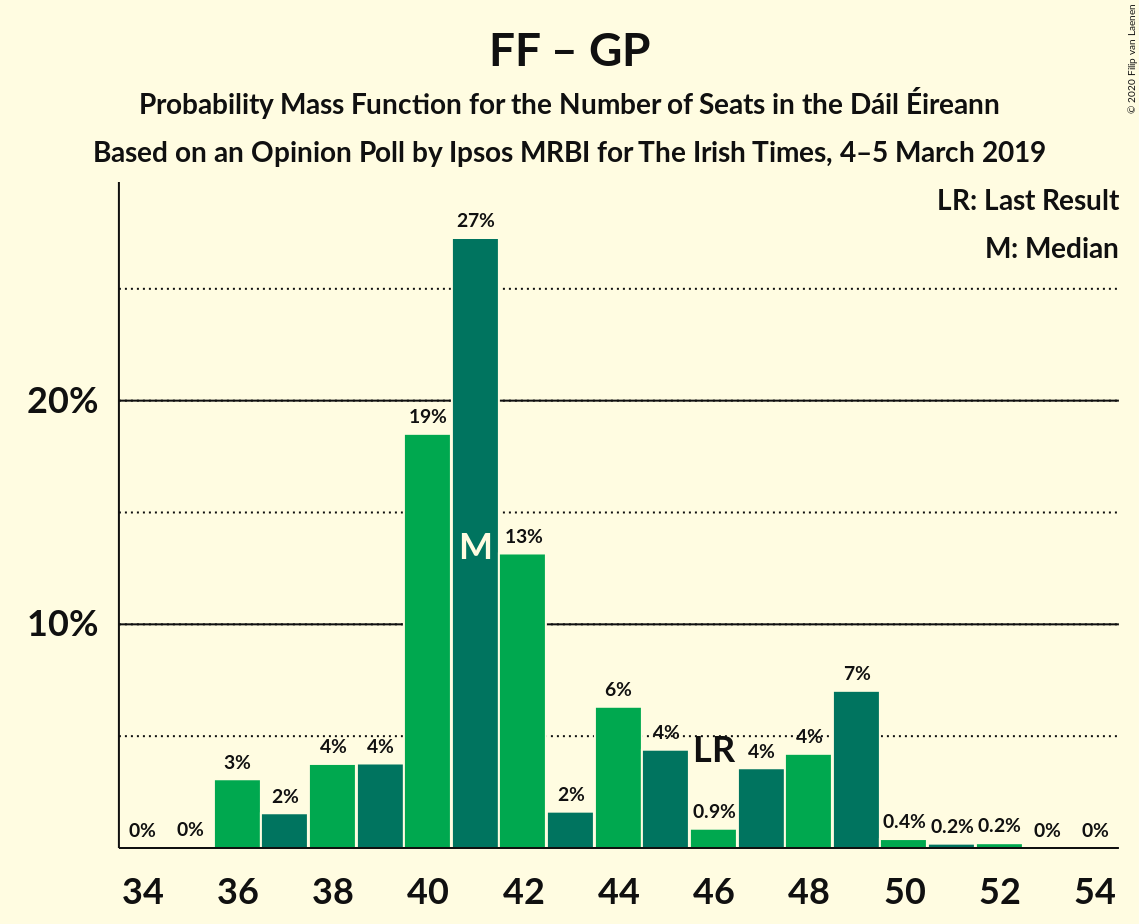 FF – GP
Probability Mass Function for the Number of Seats in the Dáil Éireann
Based on an Opinion Poll by Ipsos MRBI for The Irish Times, 4–5 March 2019
© 2020 Filip van Laenen
LR: Last Result
M: Median
20%
10%
0%
0%
3%
2%
4%
4%
19%
27%
M
13%
2%
6%
4%
LR
0.9%
4%
4%
7%
0.4%
0.2%
0.2%
0%
0%
34 36 38 40 42 44 46 48 50 52 54